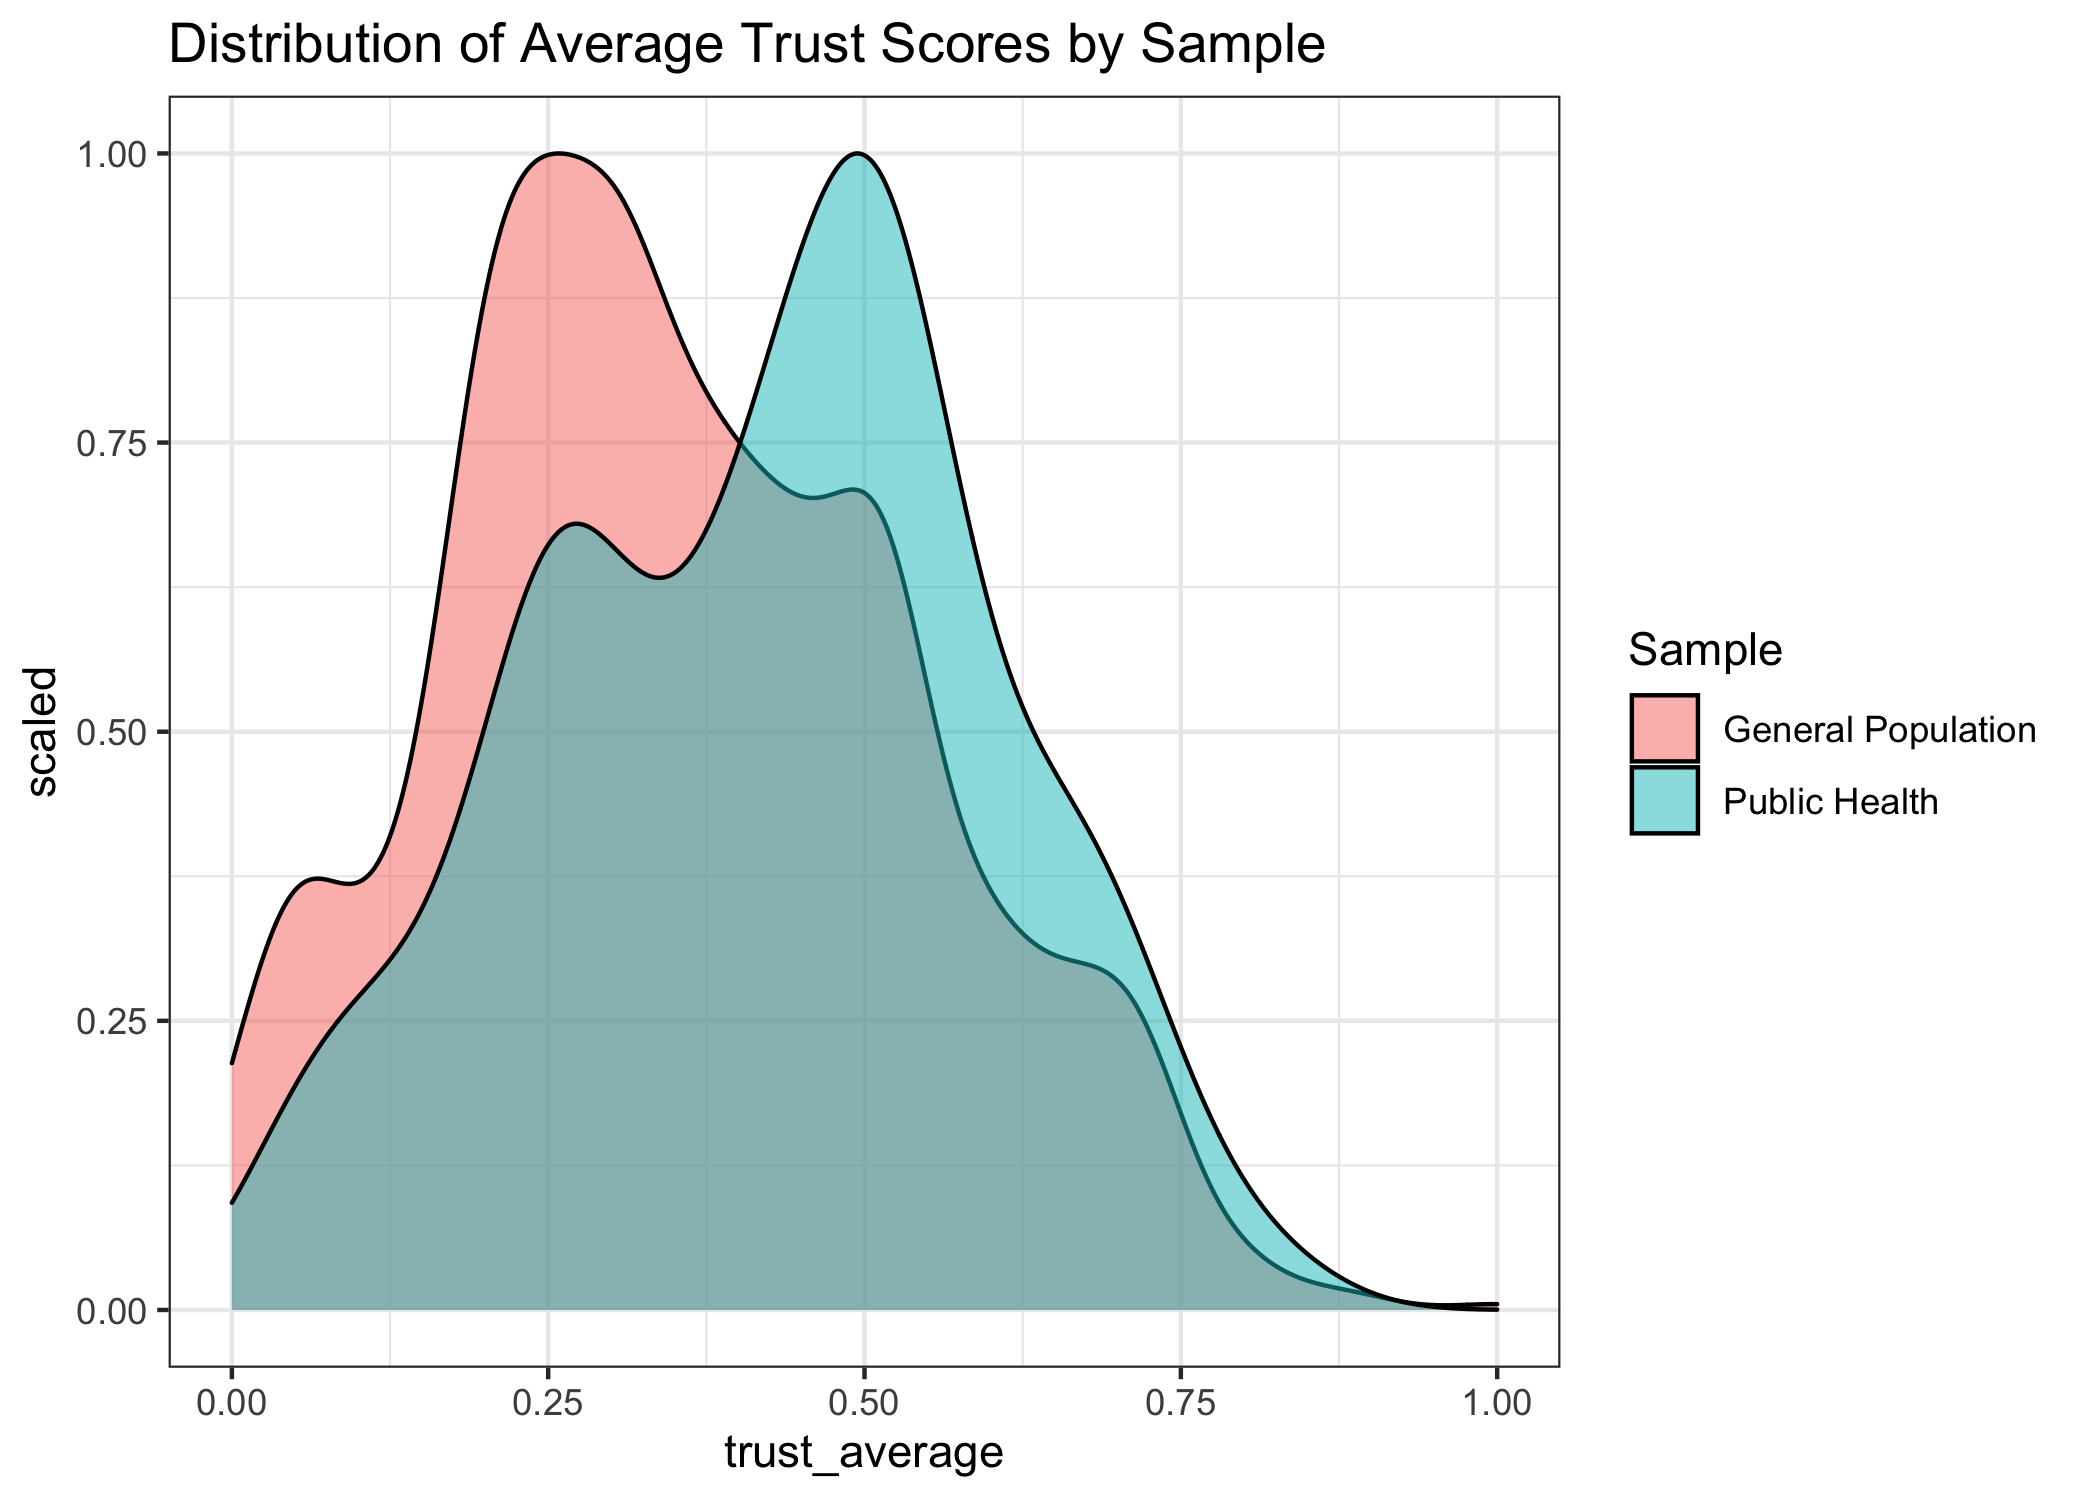 Distribution of Average Trust Scores by Sample
1.00
0.75
0.50
0.25
0.00
scaled
0.00 0.25 0.50 0.75 1.00
trust_average
Sample
General Population
Public Health